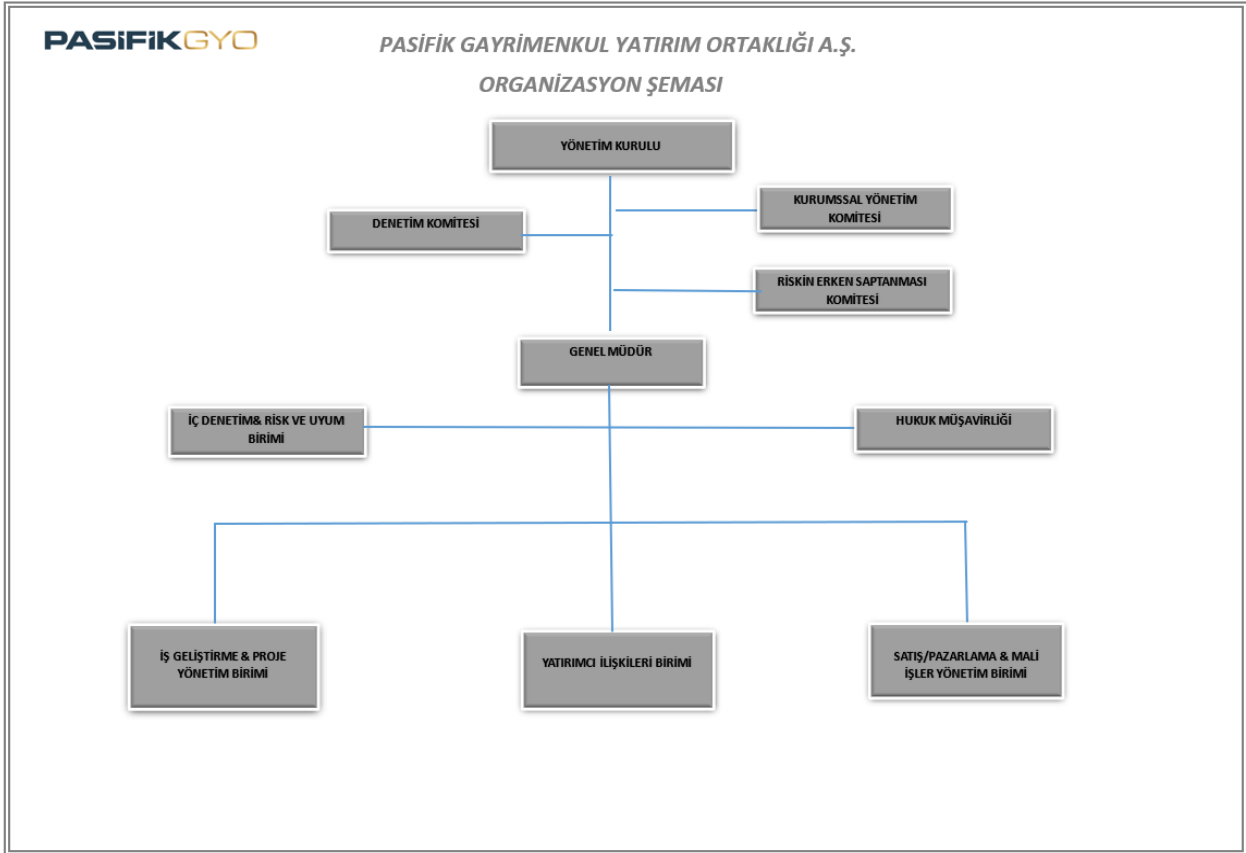 PASİFİKGYO
PASİFİK GAYRİMENKUL YATIRIM ORTAKLIĞI A.Ş.
ORGANİZASYON ŞEMASI
YÖNETİM KURULU
KURUMSSAL YÖNETİM
KOMİTESİ
DENETİM KOMİTESİ
RİSKİN ERKEN SAPTANMASI
KOMİTESİ
GENEL MÜDÜR
İÇ DENETİM& RİSK VE UYUM
BİRİMİ
HUKUK MÜŞAVİRLİĞİ
İŞ GELİŞTİRME & PROJE
YÖNETİM BİRİMİ
YATIRIMCI İLİŞKİLERİ BİRİMİ
SATIŞ/PAZARLAMA & MALİ
İŞLER YÖNETİM BİRİMİ